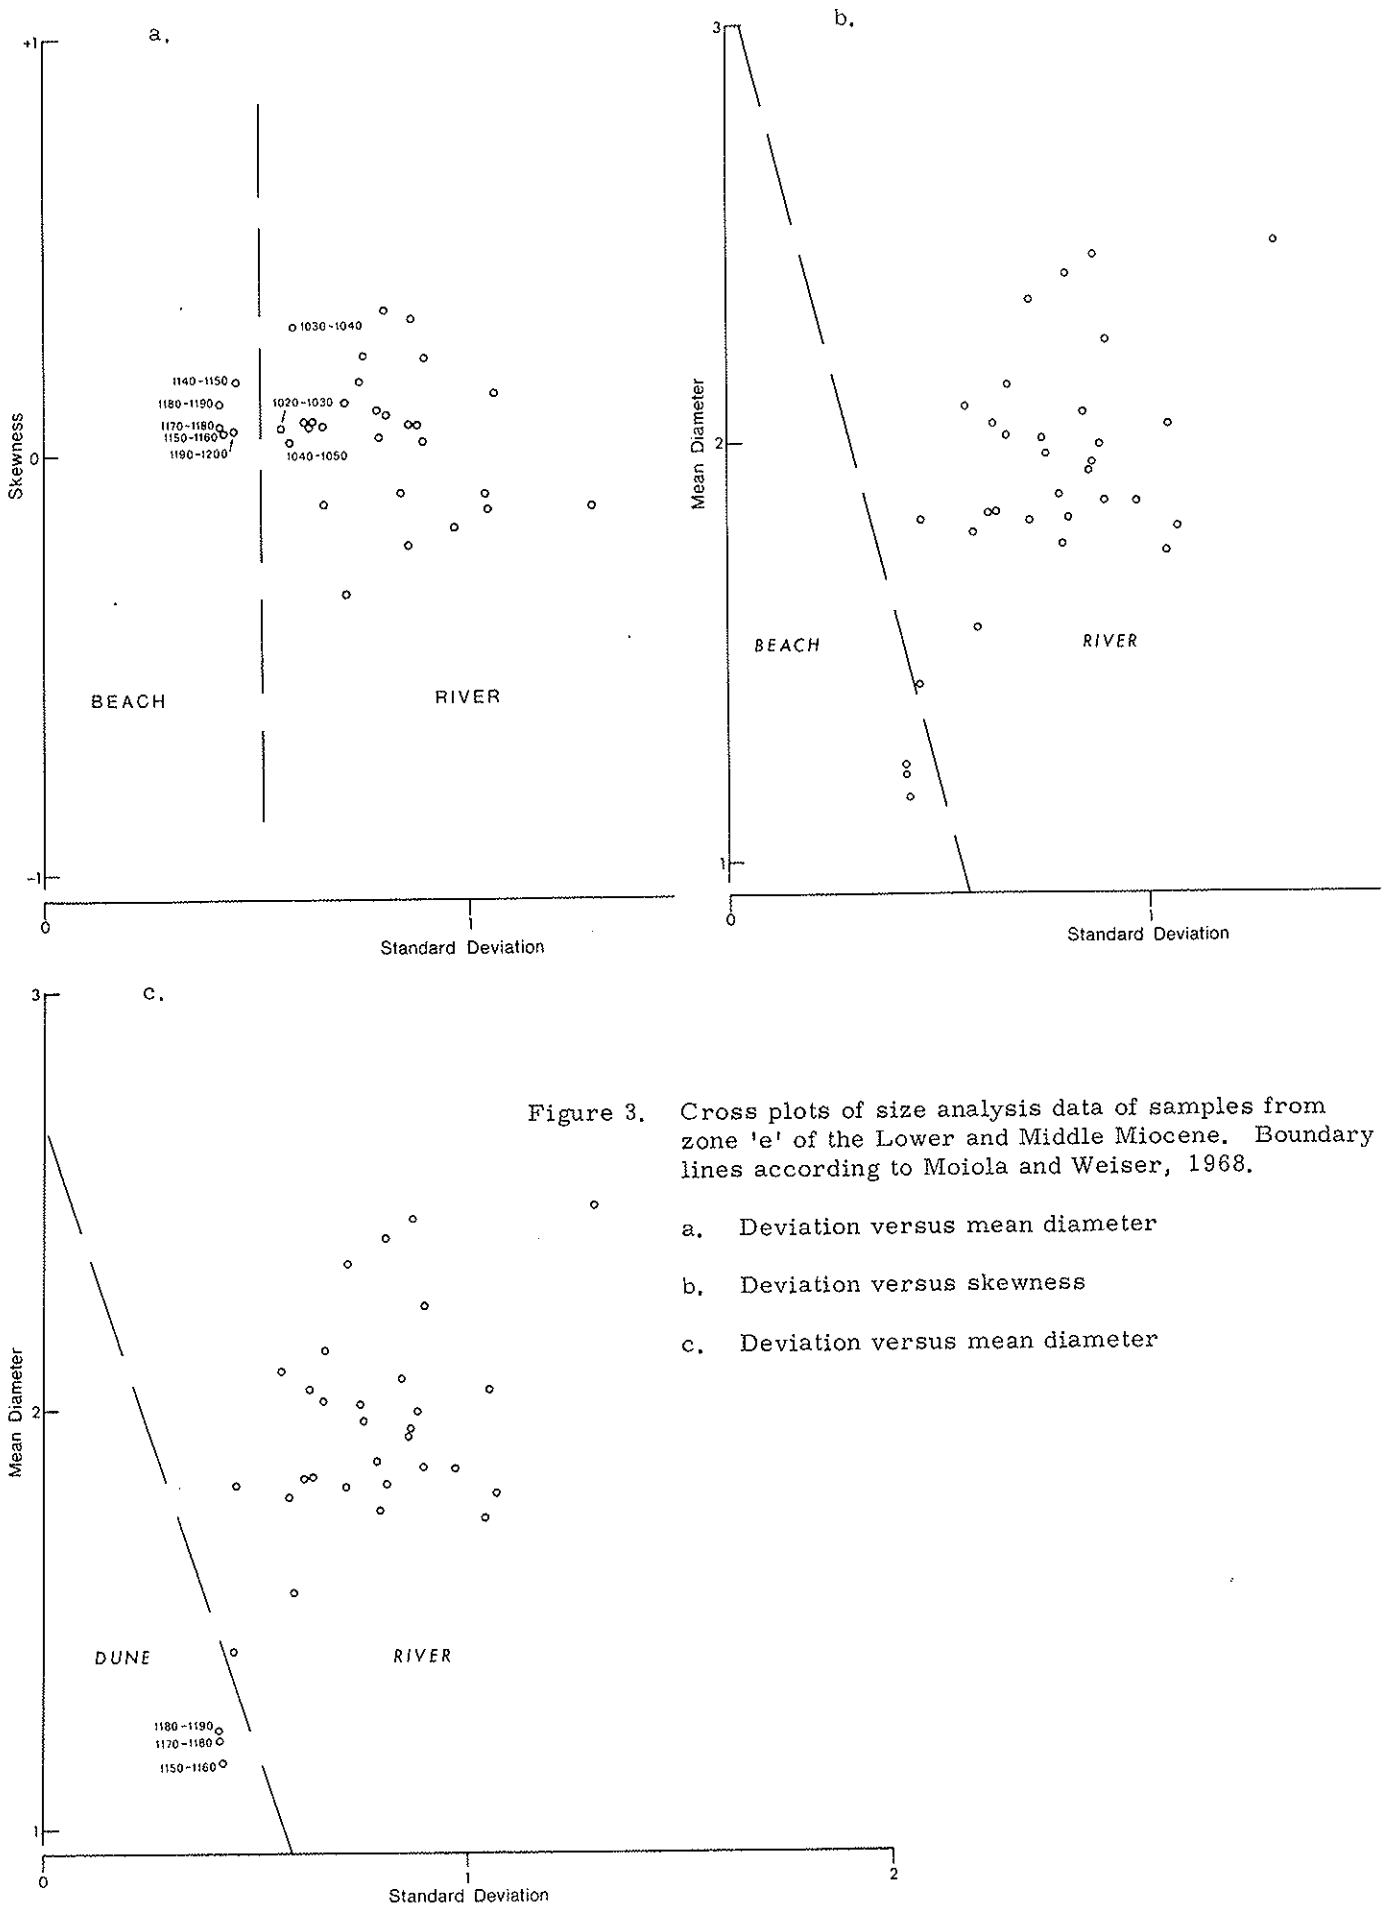 a.
+1
Skewness
0
-1
1030-1040
1140-1150
1180-1190
1020-1030
1170-1180
1150-1160
1190-1200
1040-1050
BEACH
RIVER
0
1
Standard Deviation
b.
3
Mean Diameter
2
1
BEACH
RIVER
0
1
Standard Deviation
c.
3
Mean Diameter
2
1
DUNE
RIVER
1180-1190
1170-1180
1150-1160
0
1
2
Standard Deviation
Figure 3. Cross plots of size analysis data of samples from
zone 'e' of the Lower and Middle Miocene. Boundary
lines according to Moiola and Weiser, 1968.
a. Deviation versus mean diameter
b. Deviation versus skewness
c. Deviation versus mean diameter